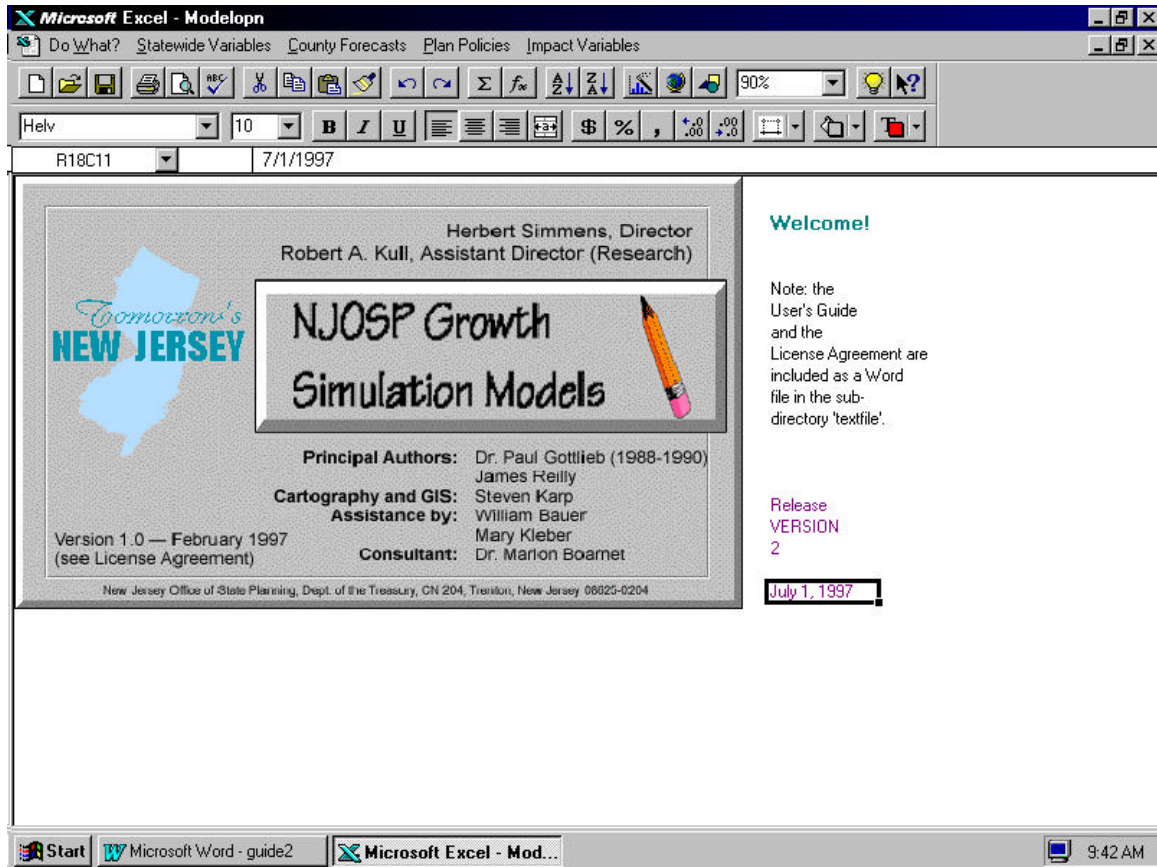 Microsoft Excel - Modelopn
Do What? Statewide Variables County Forecasts Plan Policies Impact Variables
90%
Helv 10 B I U $ % ,
R18C11 7/1/1997
Herbert Simmens, Director
Robert A. Kull, Assistant Director (Research)
Tomorrow's
NEW JERSEY
NJOSP Growth
Simulation Models
Principal Authors: Dr. Paul Gottlieb (1988-1990)
James Reilly
Cartography and GIS: Steven Karp
Assistance by: William Bauer
Mary Kleber
Consultant: Dr. Marlon Boarnet
Version 1.0 — February 1997
(see License Agreement)
New Jersey Office of State Planning, Dept. of the Treasury, CN 204, Trenton, New Jersey 08625-0204
Welcome!
Note: the
User's Guide
and the
License Agreement are
included as a Word
file in the sub-
directory 'textfile'.
Release
VERSION
2
July 1, 1997
Start Microsoft Word - guide2 Microsoft Excel - Mod... 9:42 AM